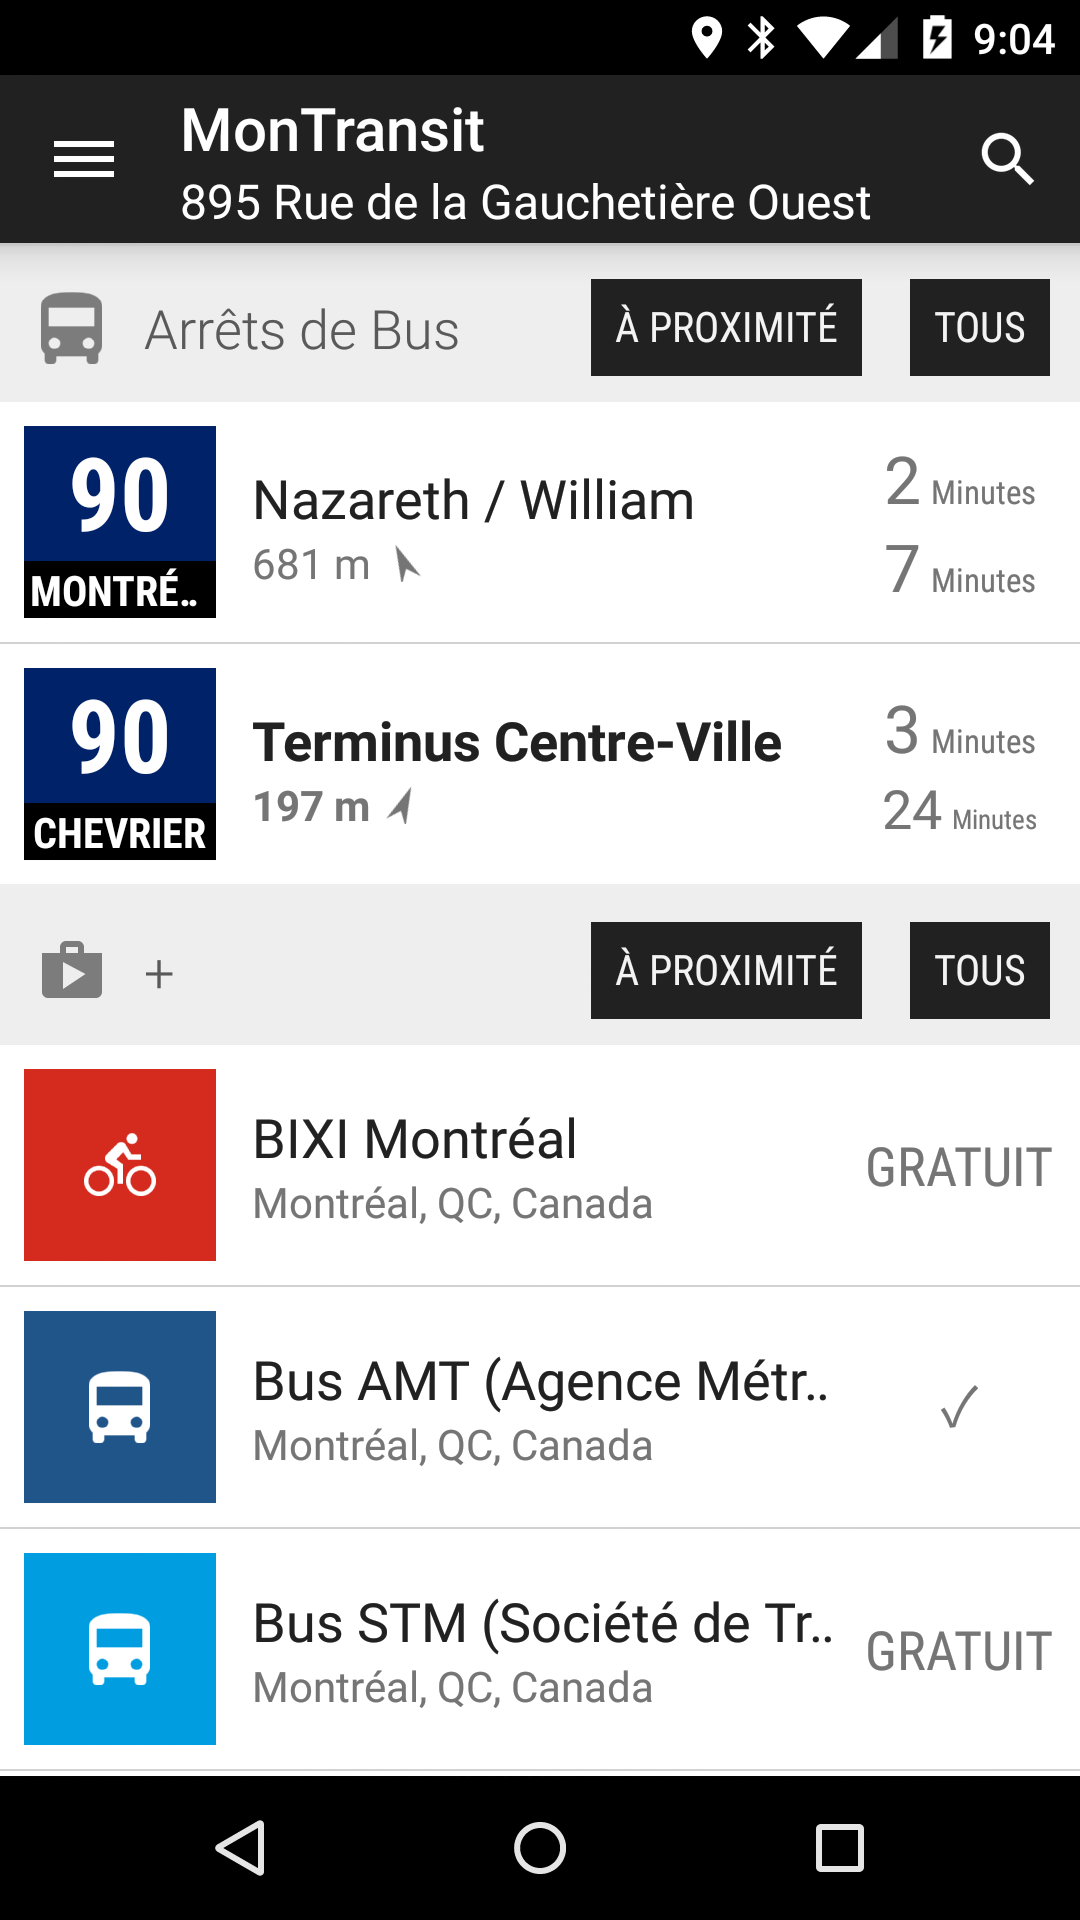 9:04
MonTransit
895 Rue de la Gauchetière Ouest
Arrêts de Bus
À PROXIMITÉ
TOUS
90
MONTRÉ..
Nazareth / William
681 m
2 Minutes
7 Minutes
90
CHEVRIER
Terminus Centre-Ville
197 m
3 Minutes
24 Minutes
+
À PROXIMITÉ
TOUS
BIXI Montréal
Montréal, QC, Canada
GRATUIT
Bus AMT (Agence Métr..
Montréal, QC, Canada
✓
Bus STM (Société de Tr..
Montréal, QC, Canada
GRATUIT